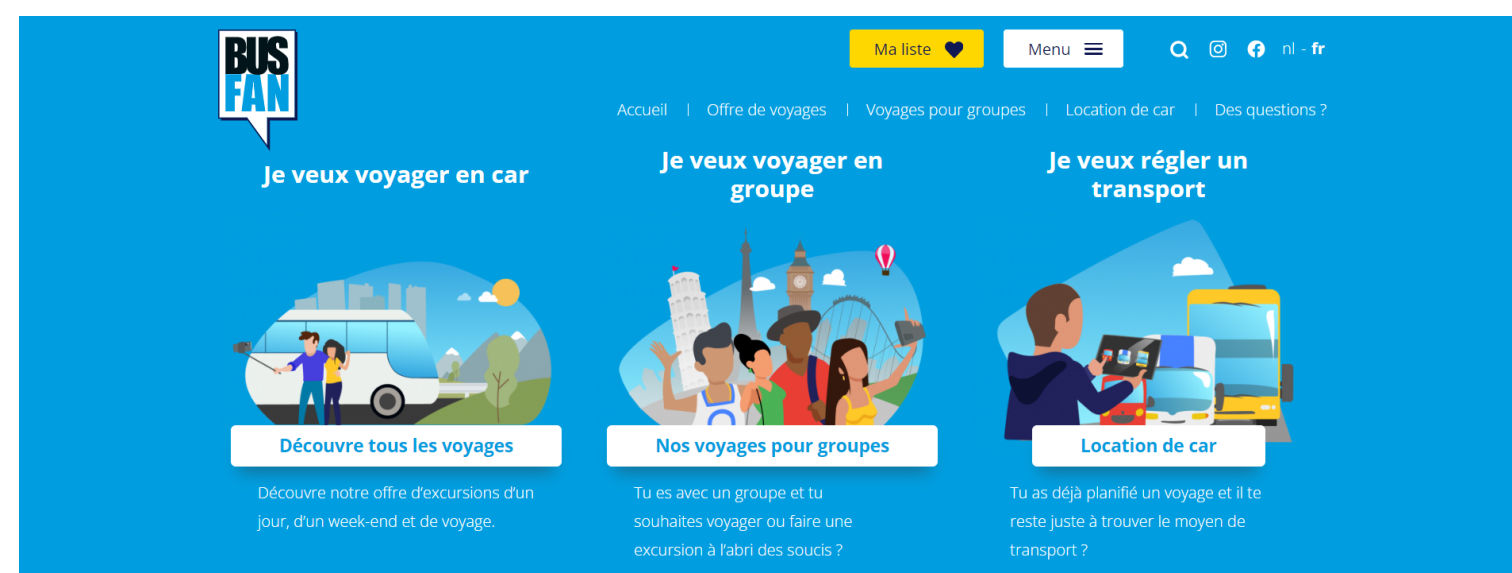 BUS
FAN
Ma liste
Menu
nl - fr
Accueil | Offre de voyages | Voyages pour groupes | Location de car | Des questions ?
Je veux voyager en car
Je veux voyager en
groupe
Je veux régler un
transport
Découvre tous les voyages
Nos voyages pour groupes
Location de car
Découvre notre offre d’excursions d’un
jour, d’un week-end et de voyage.
Tu es avec un groupe et tu
souhaites voyager ou faire une
excursion à l’abri des soucis ?
Tu as déjà planifié un voyage et il te
reste juste à trouver le moyen de
transport ?